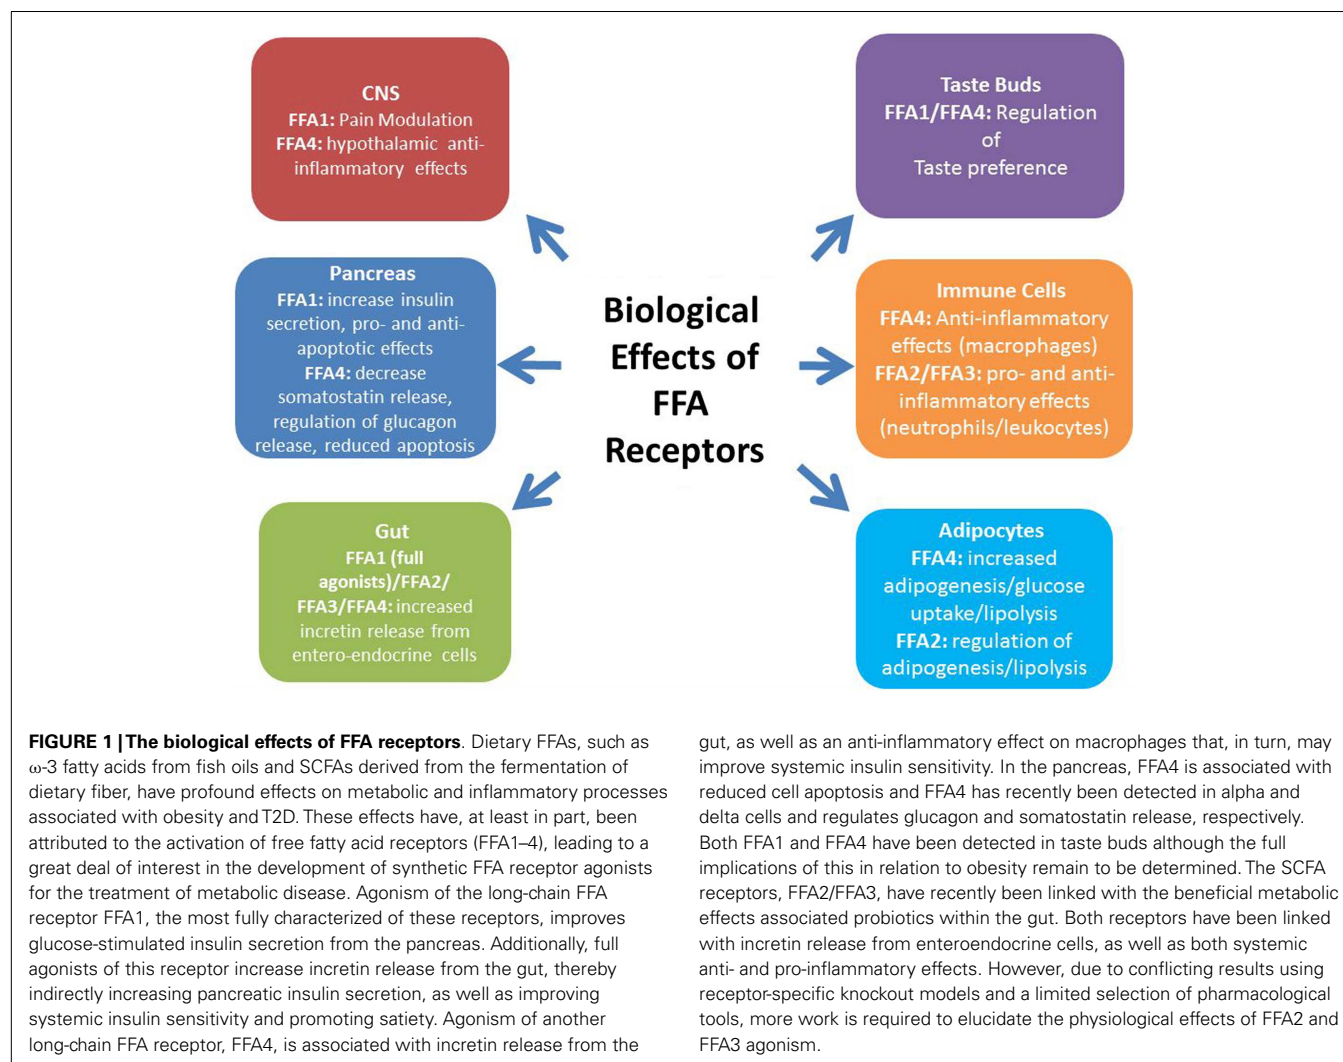 CNS
FFA1: Pain Modulation
FFA4: hypothalamic anti-
inflammatory effects
Taste Buds
FFA1/FFA4: Regulation
of
Taste preference
Pancreas
FFA1: increase insulin
secretion, pro- and anti-
apoptotic effects
FFA4: decrease
somatostatin release,
regulation of glucagon
release, reduced apoptosis
Biological
Effects of
FFA
Receptors
Immune Cells
FFA4: Anti-inflammatory
effects (macrophages)
FFA2/FFA3: pro- and anti-
inflammatory effects
(neutrophils/leukocytes)
Gut
FFA1 (full
agonists)/FFA2/
FFA3/FFA4: increased
incretin release from
entero-endocrine cells
Adipocytes
FFA4: increased
adipogenesis/glucose
uptake/lipolysis
FFA2: regulation of
adipogenesis/lipolysis
FIGURE 1 | The biological effects of FFA receptors. Dietary FFAs, such as
ω-3 fatty acids from fish oils and SCFAs derived from the fermentation of
dietary fiber, have profound effects on metabolic and inflammatory processes
associated with obesity and T2D. These effects have, at least in part, been
attributed to the activation of free fatty acid receptors (FFA1–4), leading to a
great deal of interest in the development of synthetic FFA receptor agonists
for the treatment of metabolic disease. Agonism of the long-chain FFA
receptor FFA1, the most fully characterized of these receptors, improves
glucose-stimulated insulin secretion from the pancreas. Additionally, full
agonists of this receptor increase incretin release from the gut, thereby
indirectly increasing pancreatic insulin secretion, as well as improving
systemic insulin sensitivity and promoting satiety. Agonism of another
long-chain FFA receptor, FFA4, is associated with incretin release from the
gut, as well as an anti-inflammatory effect on macrophages that, in turn, may
improve systemic insulin sensitivity. In the pancreas, FFA4 is associated with
reduced cell apoptosis and FFA4 has recently been detected in alpha and
delta cells and regulates glucagon and somatostatin release, respectively.
Both FFA1 and FFA4 have been detected in taste buds although the full
implications of this in relation to obesity remain to be determined. The SCFA
receptors, FFA2/FFA3, have recently been linked with the beneficial metabolic
effects associated probiotics within the gut. Both receptors have been linked
with incretin release from enteroendocrine cells, as well as both systemic
anti- and pro-inflammatory effects. However, due to conflicting results using
receptor-specific knockout models and a limited selection of pharmacological
tools, more work is required to elucidate the physiological effects of FFA2 and
FFA3 agonism.